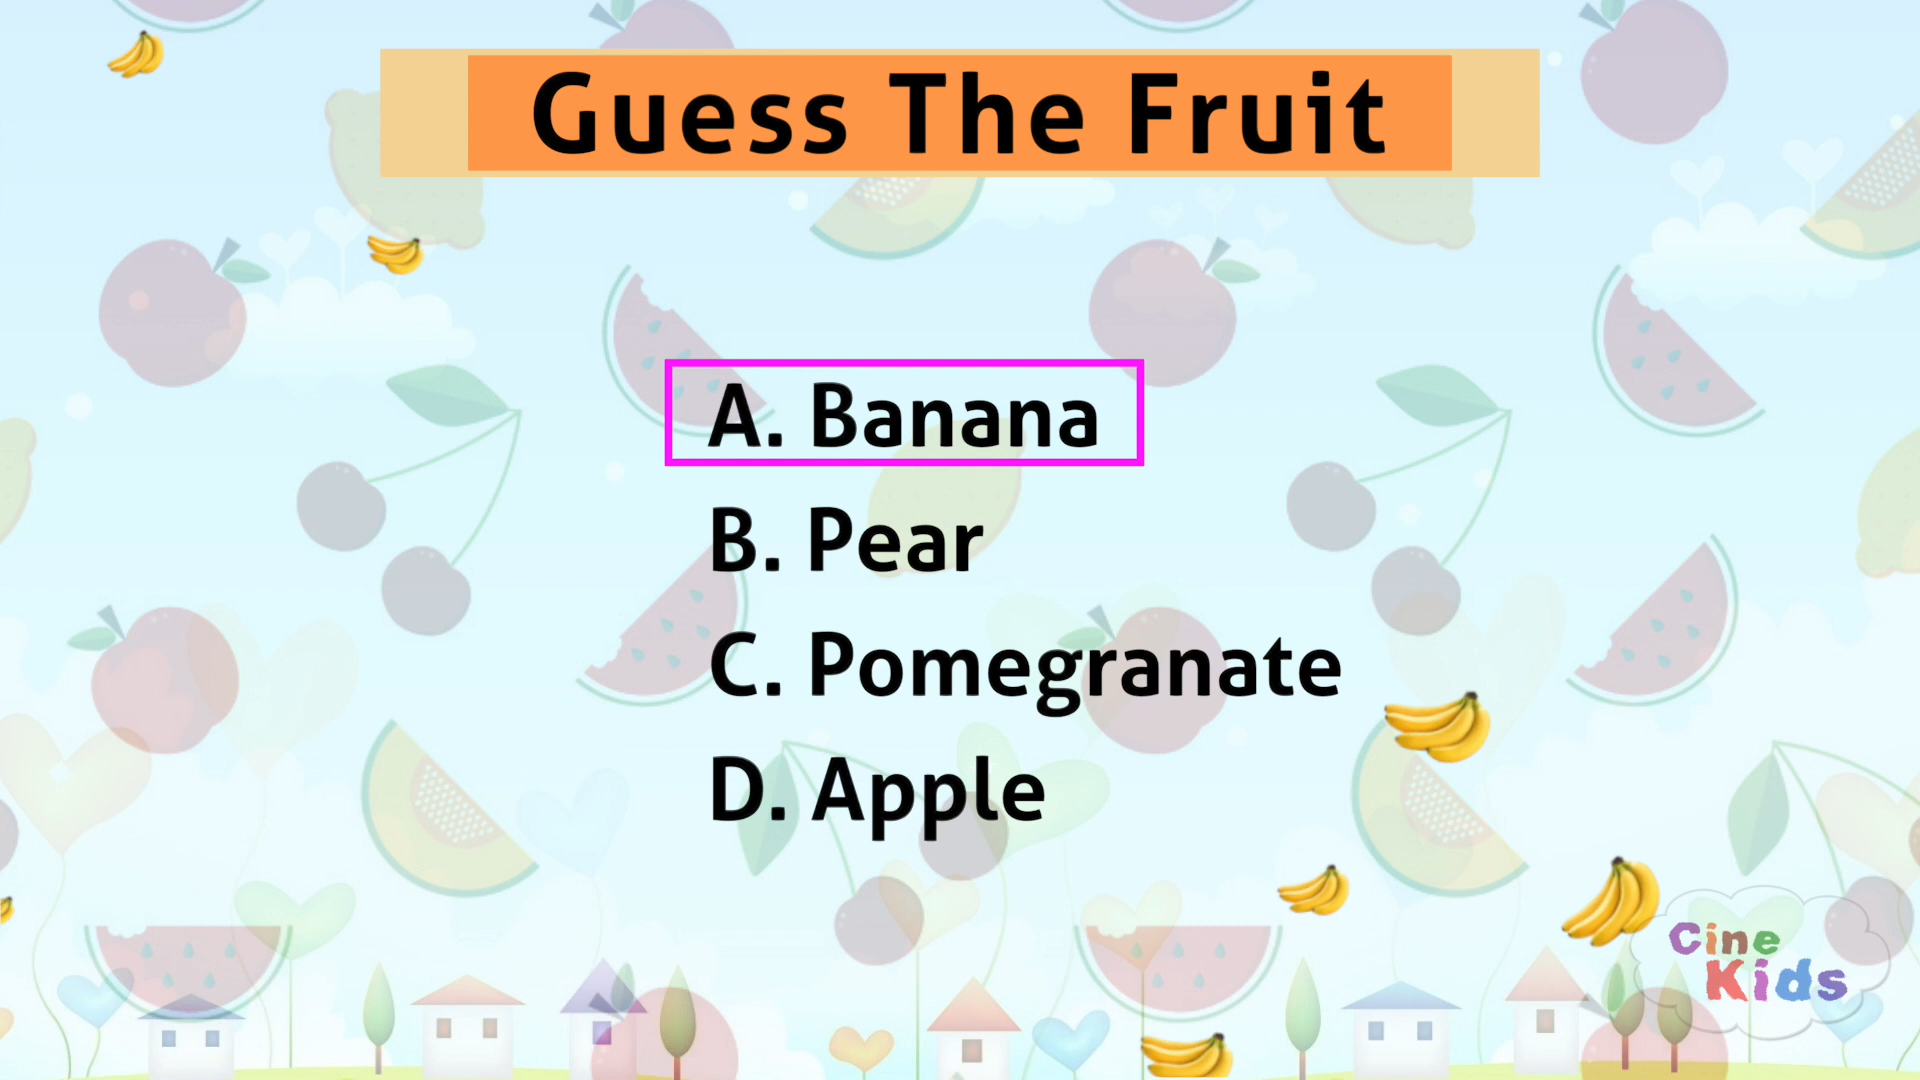 Guess The Fruit
A. Banana
B. Pear
C. Pomegranate
D. Apple
Cine
Kids